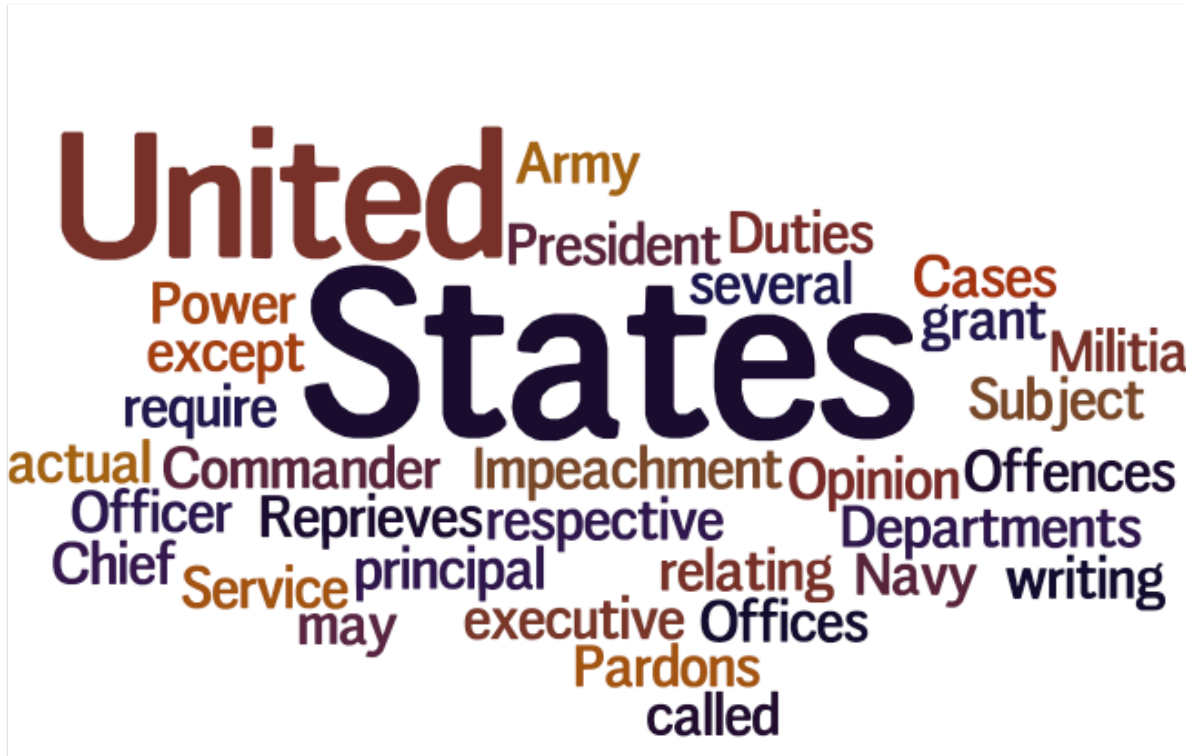 United Army
President Duties
several Cases
Power States grant
except Militia
require Subject
actual Commander Impeachment Opinion Offences
Officer Reprieves respective Departments
Chief Service principal relating Navy writing
may executive Offices
Pardons
called